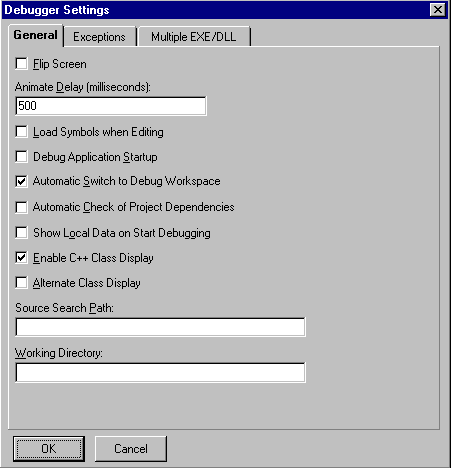 Debugger Settings
General Exceptions Multiple EXE/DLL
Flip Screen
Animate Delay (milliseconds):
500
Load Symbols when Editing
Debug Application Startup
Automatic Switch to Debug Workspace
Automatic Check of Project Dependencies
Show Local Data on Start Debugging
Enable C++ Class Display
Alternate Class Display
Source Search Path:
Working Directory:
OK Cancel